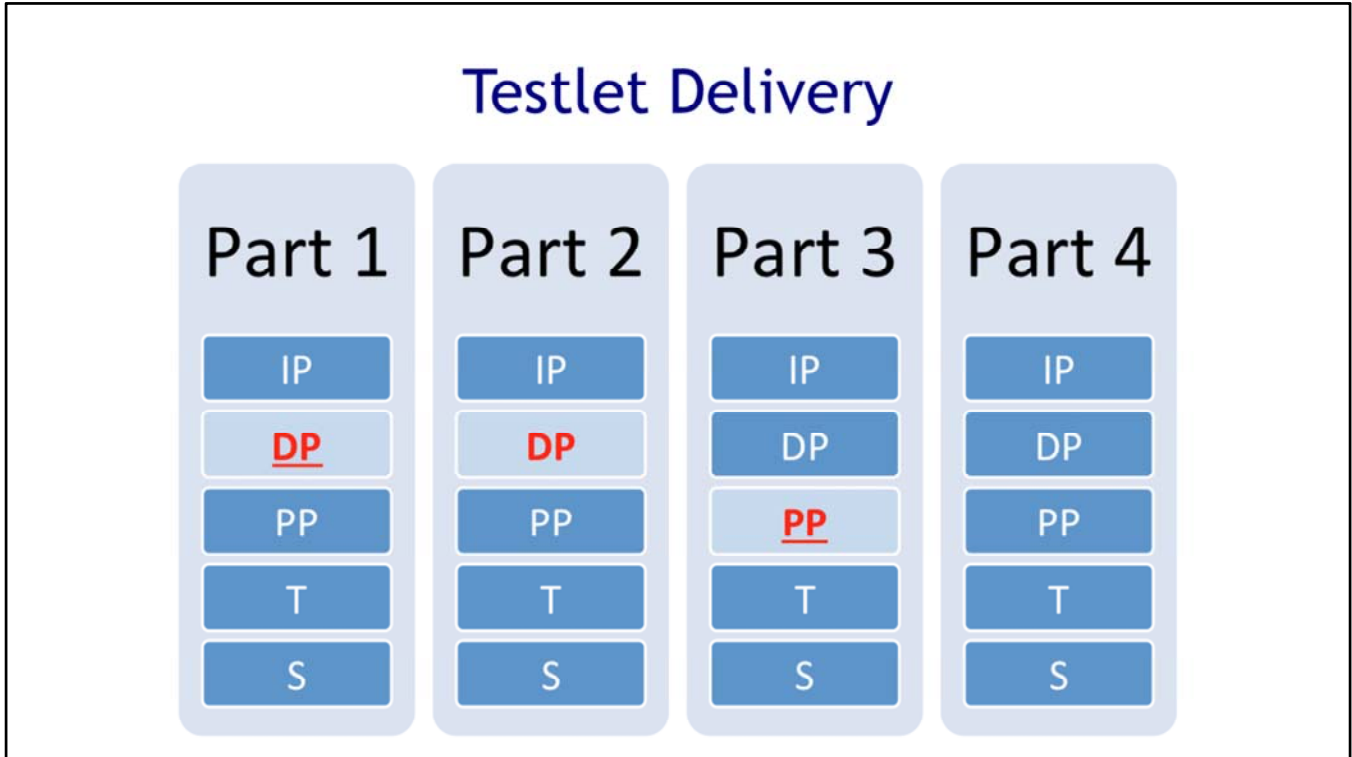 Testlet Delivery
Part 1 Part 2 Part 3 Part 4
IP IP IP IP
DP DP DP DP
PP PP PP PP
T T T T
S S S S